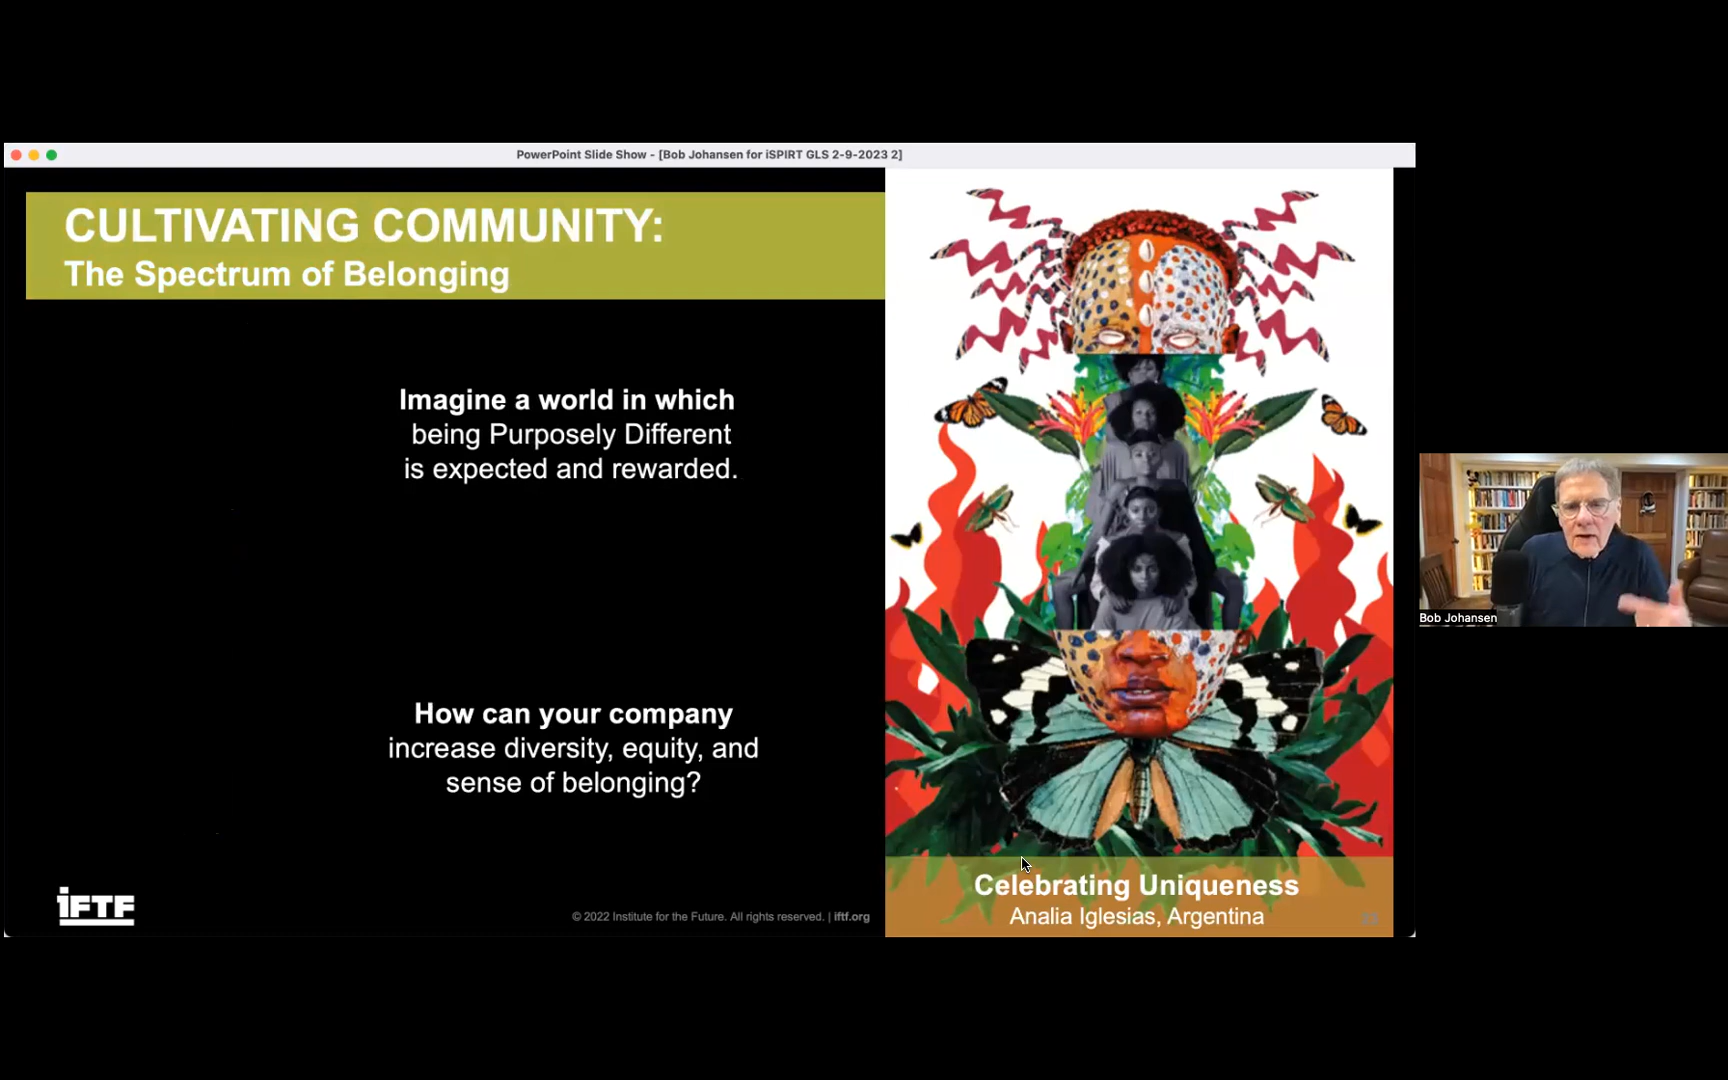 PowerPoint Slide Show - [Bob Johansen for iSPIRT GLS 2-9-2023 2]
CULTIVATING COMMUNITY:
The Spectrum of Belonging
Imagine a world in which
being Purposely Different
is expected and rewarded.
How can your company
increase diversity, equity, and
sense of belonging?
IFTF
© 2022 Institute for the Future. All rights reserved. | iftf.org
Celebrating Uniqueness
Analia Iglesias, Argentina
Bob Johansen